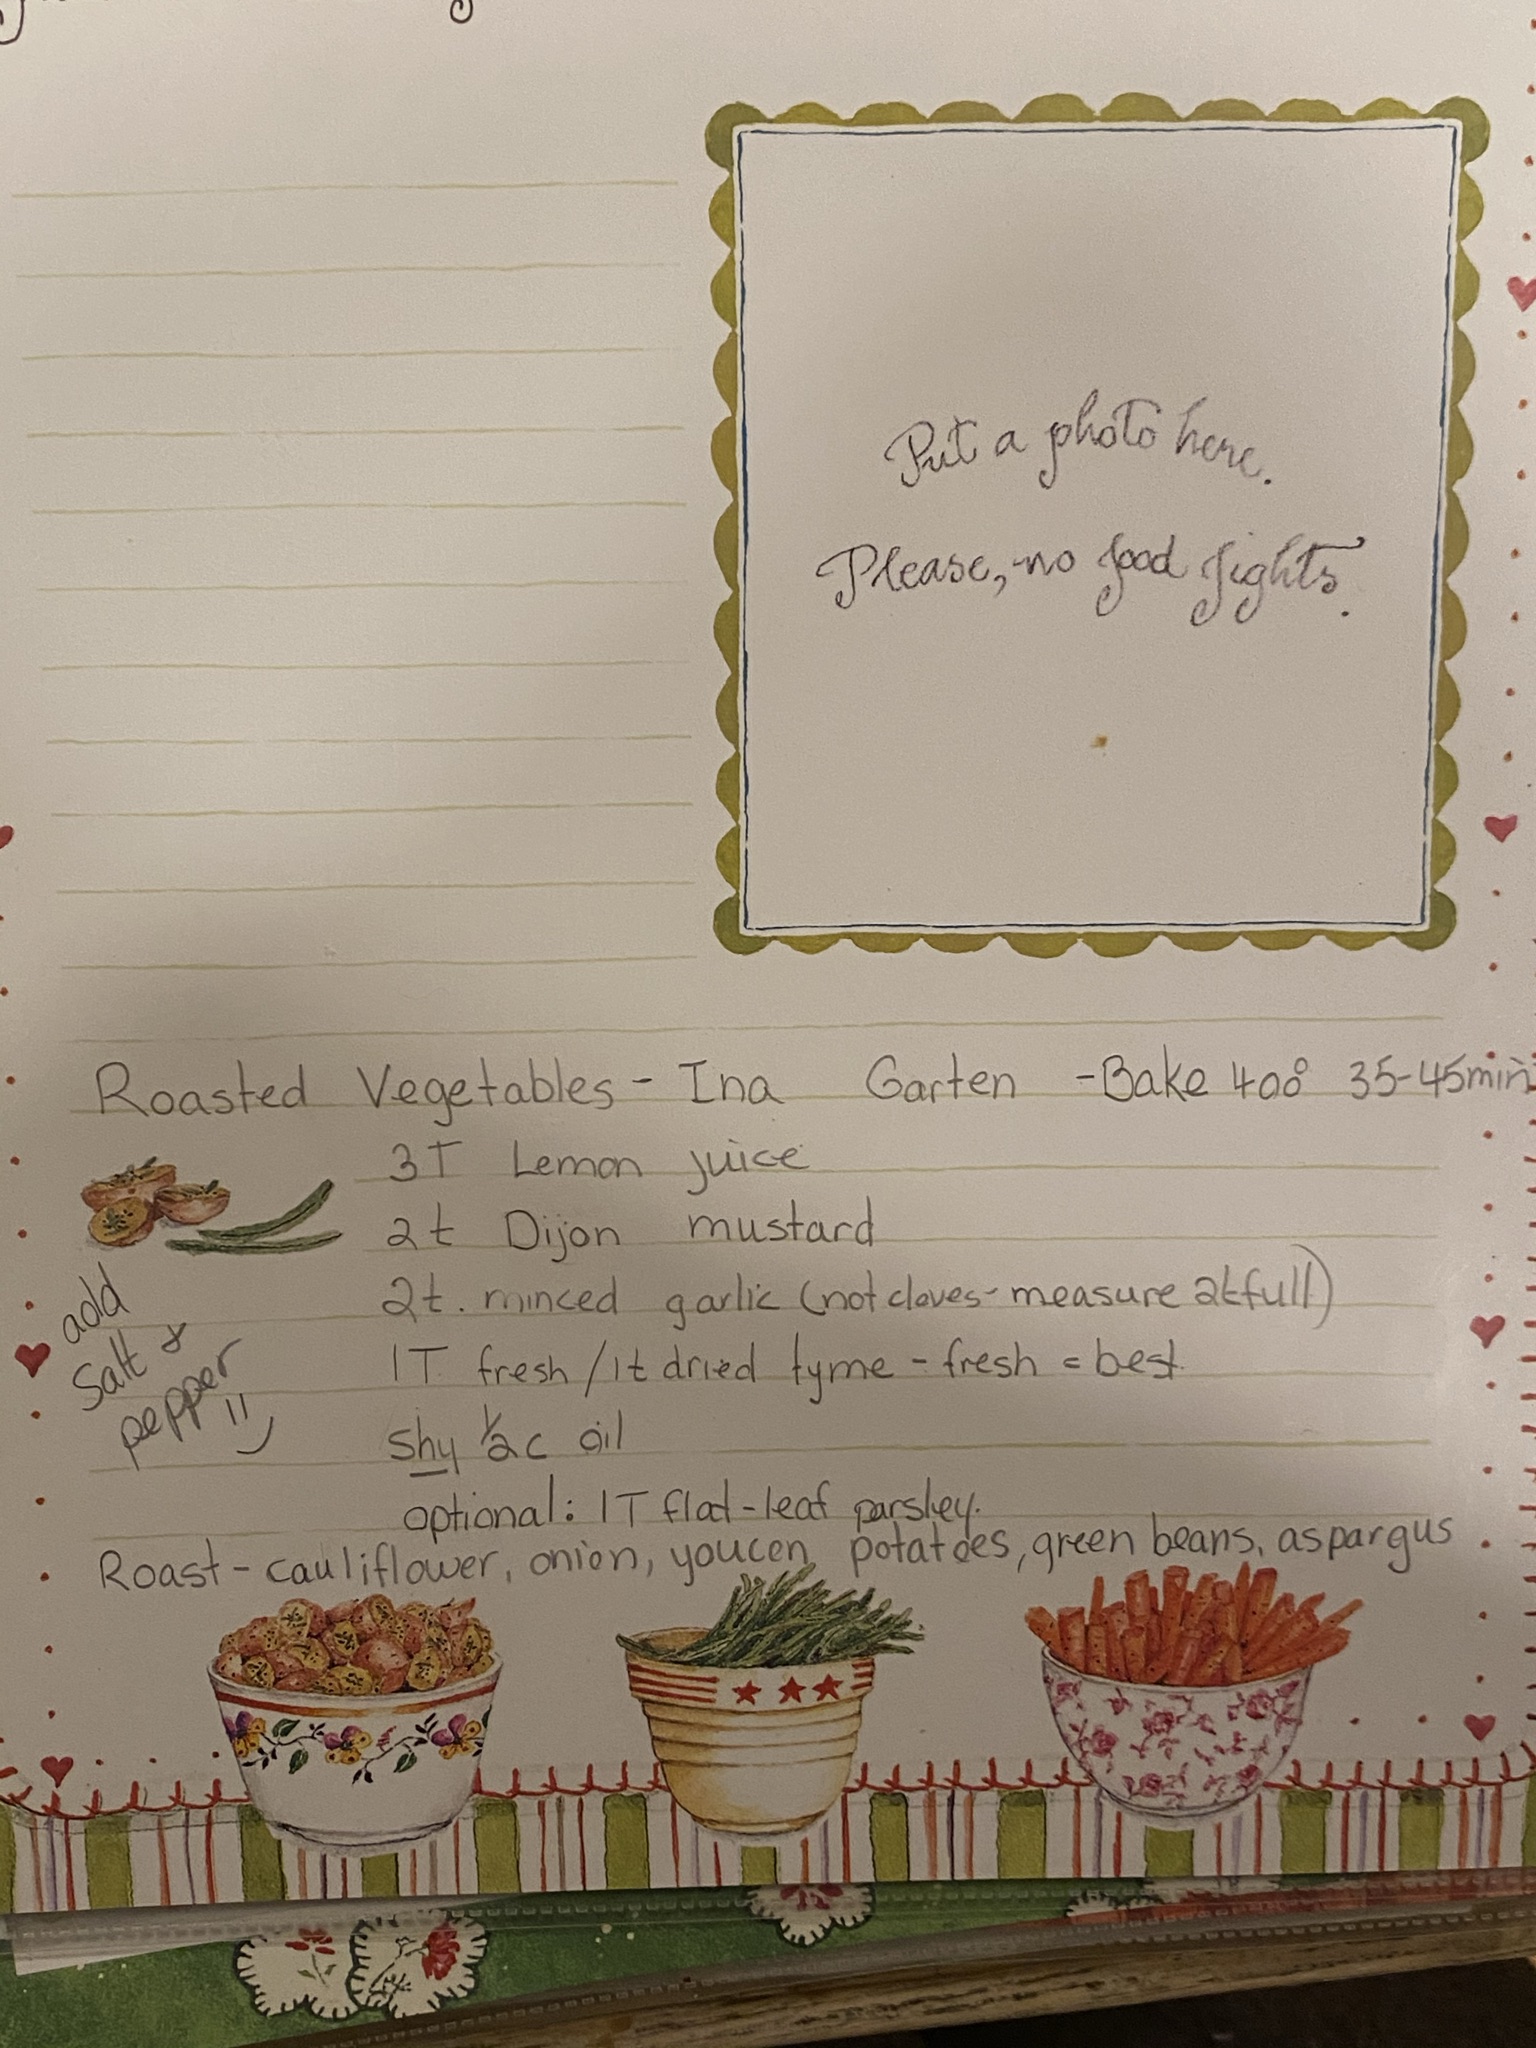 Put a photo here.
Please, no food fights.
Roasted Vegetables - Ina Garten - Bake 400° 35-45min
3T Lemon juice
2t Dijon mustard
2t. minced garlic (not cloves - measure 2t full)
1T fresh / 1t dried tyme - fresh = best.
shy 1/2c oil
optional: 1T flat-leaf parsley.
add
salt &
pepper
Roast - cauliflower, onion, potatoes, green beans, aspargus